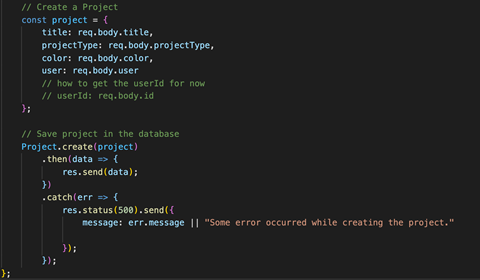 // Create a Project
const project = {
    title: req.body.title,
    projectType: req.body.projectType,
    color: req.body.color,
    user: req.body.user
    // how to get the userId for now
    // userId: req.body.id
};
// Save project in the database
Project.create(project)
    .then(data => {
        res.send(data);
    })
    .catch(err => {
        res.status(500).send({
            message: err.message || "Some error occurred while creating the project."
        });
    });
};